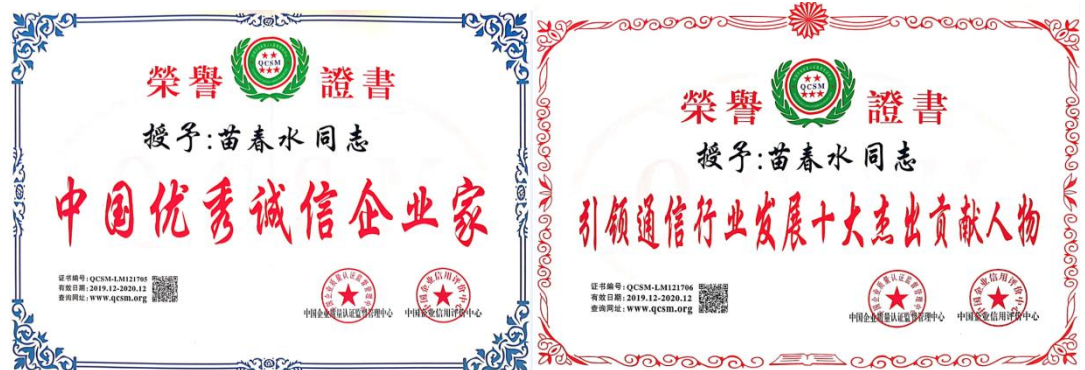 榮譽 QCSM 證書
授予:苗春水同志
中国优秀诚信企业家
证书编号:QCSM-LM121705
有效日期:2019.12-2020.12
查询网址:www.qcsm.org
中国企业质量认证监督管理中心
中国企业信用评价中心
榮譽 QCSM 證書
授予:苗春水同志
引领通信行业发展十大杰出贡献人物
证书编号:QCSM-LM121706
有效日期:2019.12-2020.12
查询网址:www.qcsm.org
中国企业质量认证监督管理中心
中国企业信用评价中心